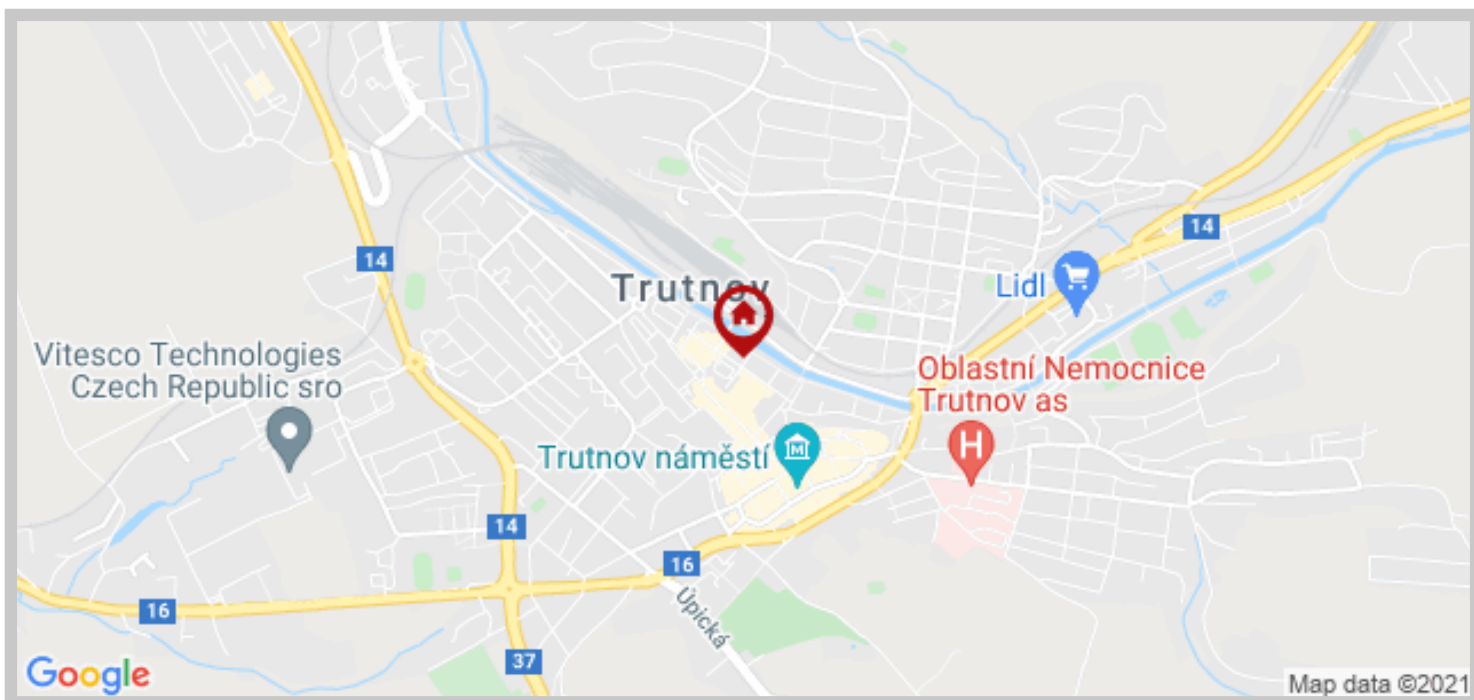 14
14
Trutnov
Lidl
Vitesco Technologies
Czech Republic sro
Oblastní Nemocnice
Trutnov as
H
Trutnov náměstí
M
14
16
16
Úpická
37
Google
Map data ©2021